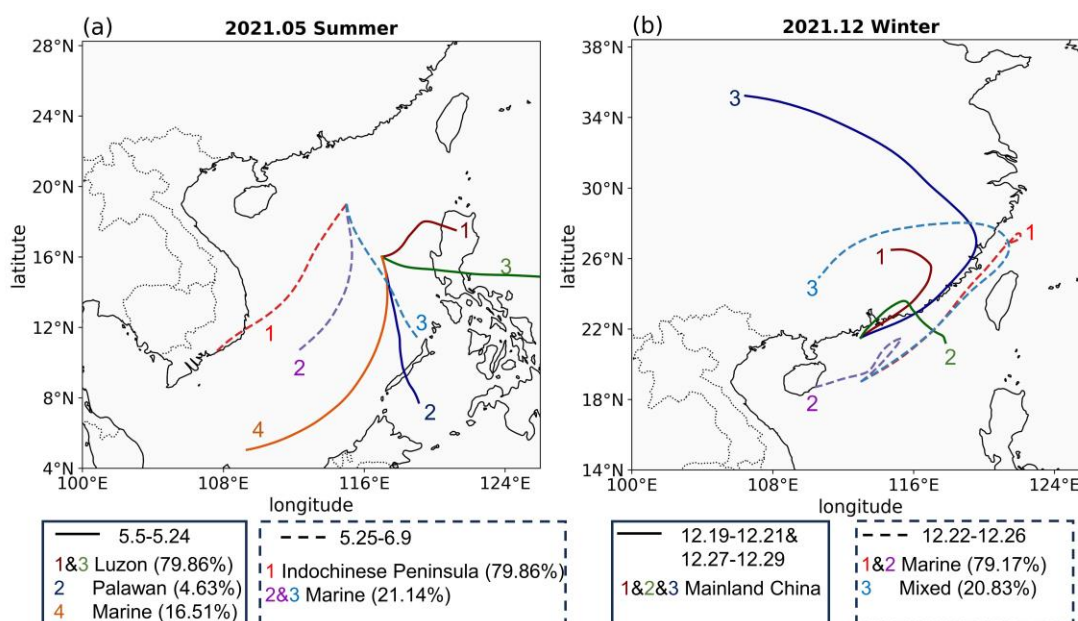 (a)
2021.05 Summer
28°N
24°N
20°N
16°N
12°N
8°N
4°N
latitute
100°E
108°E
116°E
124°E
longitude
1
3
1
3
2
2
4
(b)
2021.12 Winter
38°N
34°N
30°N
26°N
22°N
18°N
14°N
latitute
100°E
108°E
116°E
124°E
longitude
3
1
1
3
2
2
5.5-5.24
1&3 Luzon (79.86%)
2 Palawan (4.63%)
4 Marine (16.51%)
5.25-6.9
1 Indochinese Peninsula (79.86%)
2&3 Marine (21.14%)
12.19-12.21&
12.27-12.29
1&2&3 Mainland China
12.22-12.26
1&2 Marine (79.17%)
3 Mixed (20.83%)